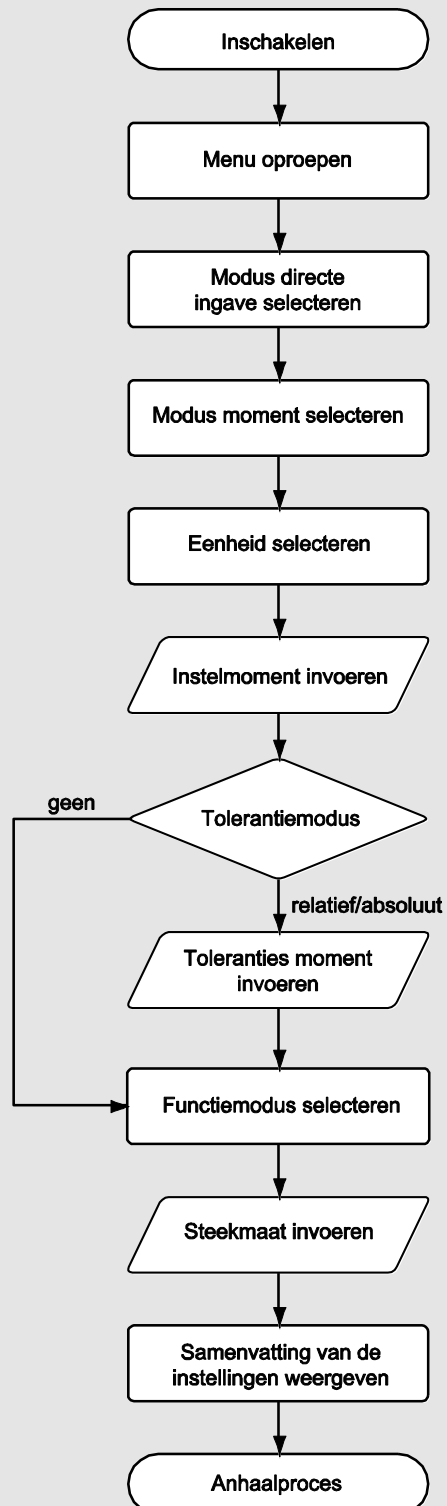 Inschakelen
Menu oproepen
Modus directe
ingave selecteren
Modus moment selecteren
Eenheid selecteren
Instelmoment invoeren
geen
Tolerantiemodus
relatief/absoluut
Toleranties moment
invoeren
Functiemodus selecteren
Steekmaat invoeren
Samenvatting van de
instellingen weergeven
Anhaalproces